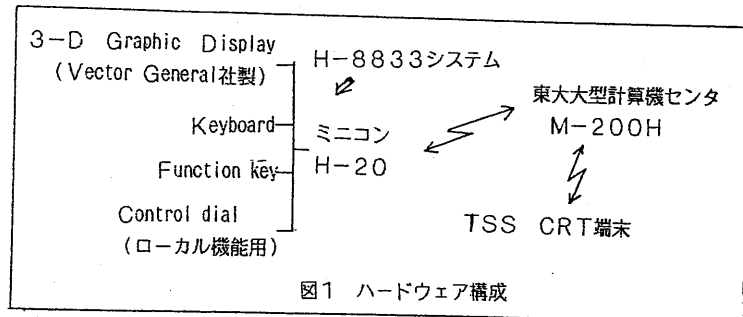 3-D Graphic Display
(Vector General社製)
Keyboard
Function key
Control dial
(ローカル機能用)
H-8833システム
ミニコン
H-20
東大大型計算機センタ
M-200H
TSS CRT端末
図1 ハードウェア構成